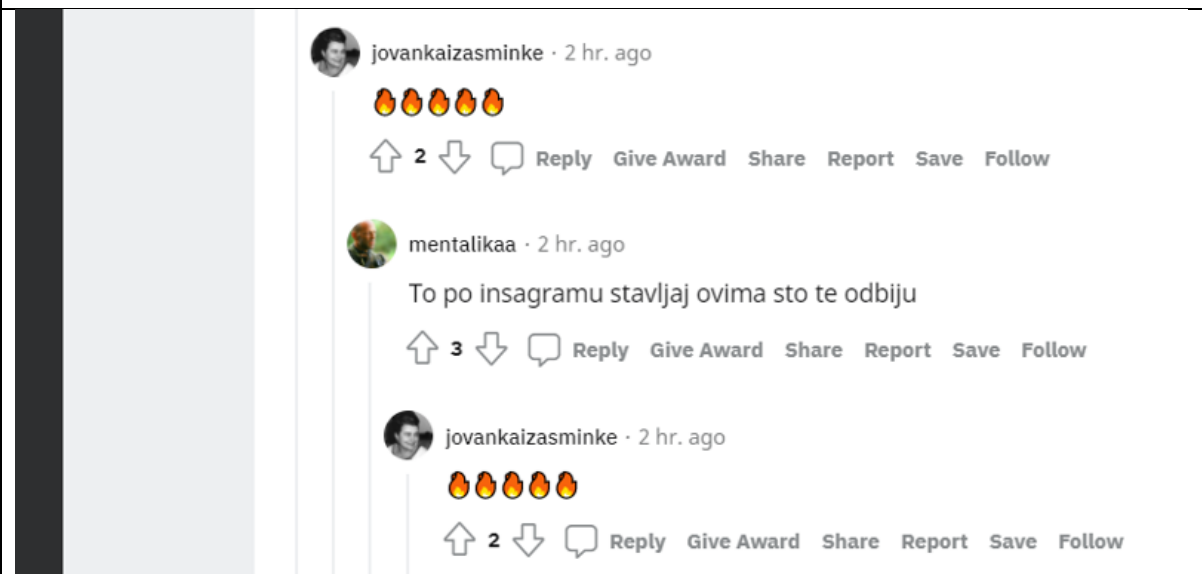 jovankaizasminke · 2 hr. ago
🔥🔥🔥🔥🔥
2 Reply Give Award Share Report Save Follow
mentalikaa · 2 hr. ago
To po insagramu stavljaj ovima sto te odbiju
3 Reply Give Award Share Report Save Follow
jovankaizasminke · 2 hr. ago
🔥🔥🔥🔥🔥
2 Reply Give Award Share Report Save Follow